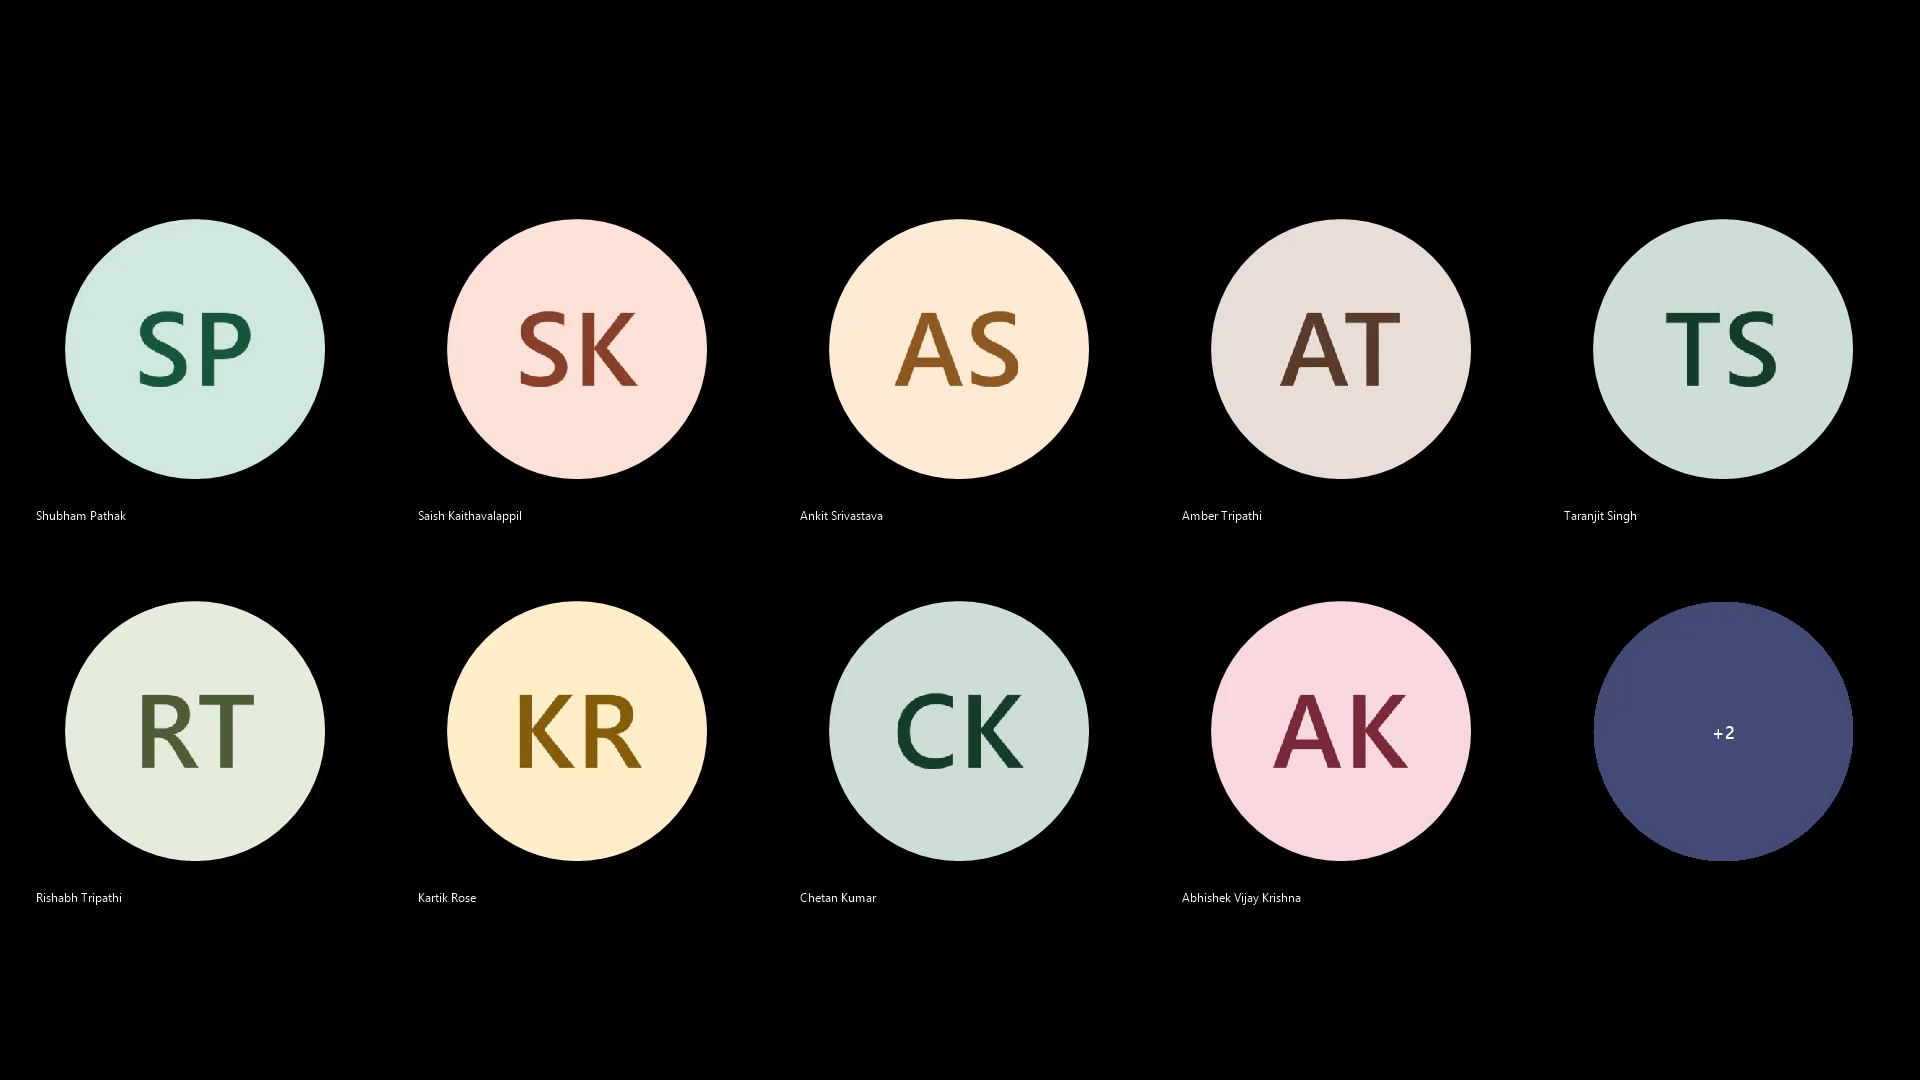 SP
SK
AS
AT
TS
Shubham Pathak
Saish Kaithavalappil
Ankit Srivastava
Amber Tripathi
Taranjit Singh
RT
KR
CK
AK
+2
Rishabh Tripathi
Kartik Rose
Chetan Kumar
Abhishek Vijay Krishna